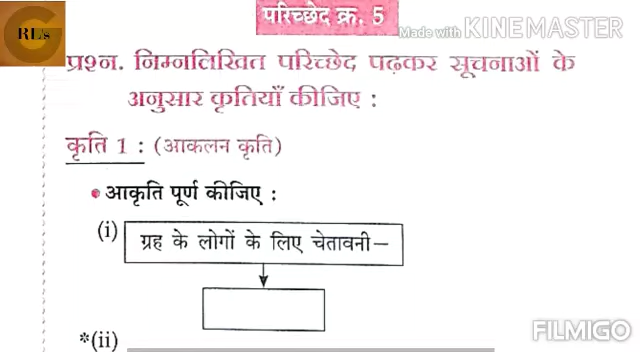 परिच्छेद क्र. 5
RL's
Made with KINEMASTER
प्रश्न. निम्नलिखित परिच्छेद पढ़कर सूचनाओं के
अनुसार कृतियाँ कीजिए :
कृति 1 : (आकलन कृति)
• आकृति पूर्ण कीजिए :
(i) ग्रह के लोगों के लिए चेतावनी–
*(ii)
FILMIGO